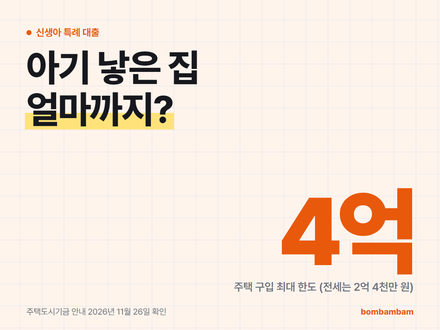 신생아 특례 대출
아기 낳은 집
얼마까지?
4억
주택 구입 최대 한도 (전세는 2억 4천만 원)
주택도시기금 안내 2026년 11월 26일 확인
bombambam